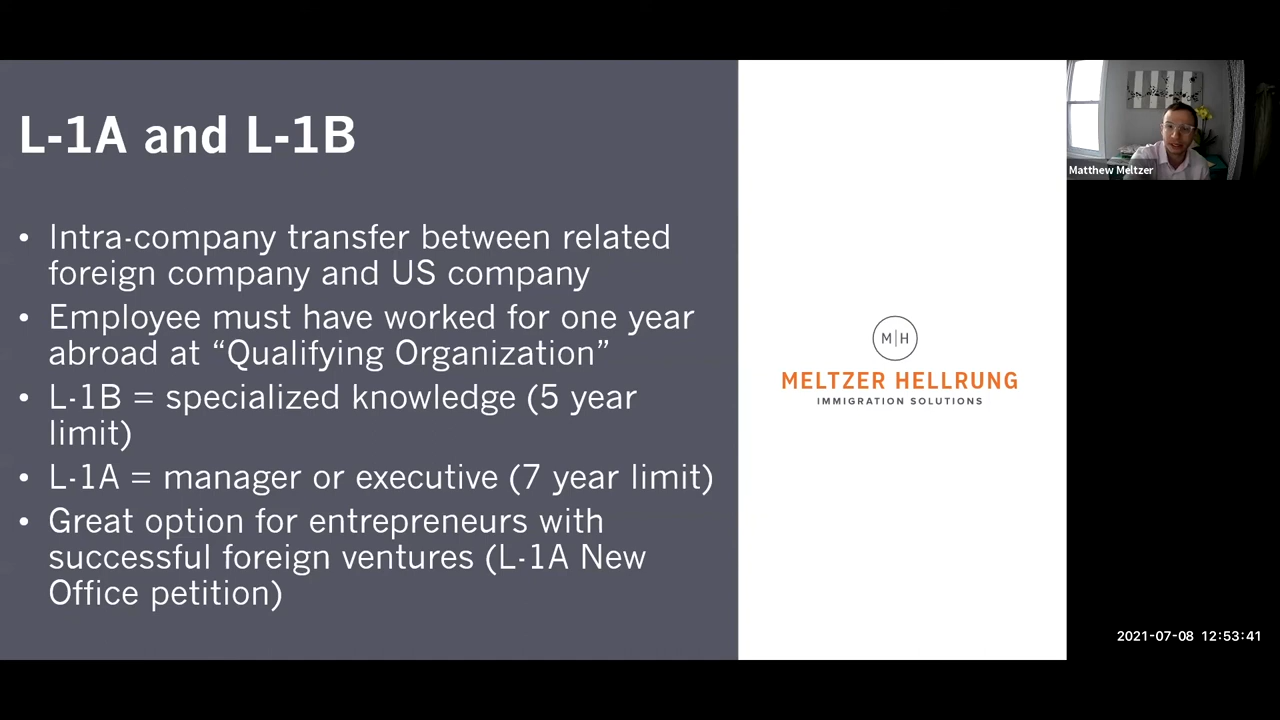 L-1A and L-1B
• Intra-company transfer between related
foreign company and US company
• Employee must have worked for one year
abroad at “Qualifying Organization”
• L-1B = specialized knowledge (5 year
limit)
• L-1A = manager or executive (7 year limit)
• Great option for entrepreneurs with
successful foreign ventures (L-1A New
Office petition)
M|H
MELTZER HELLRUNG
IMMIGRATION SOLUTIONS
Matthew Meltzer
2021-07-08 12:53:41